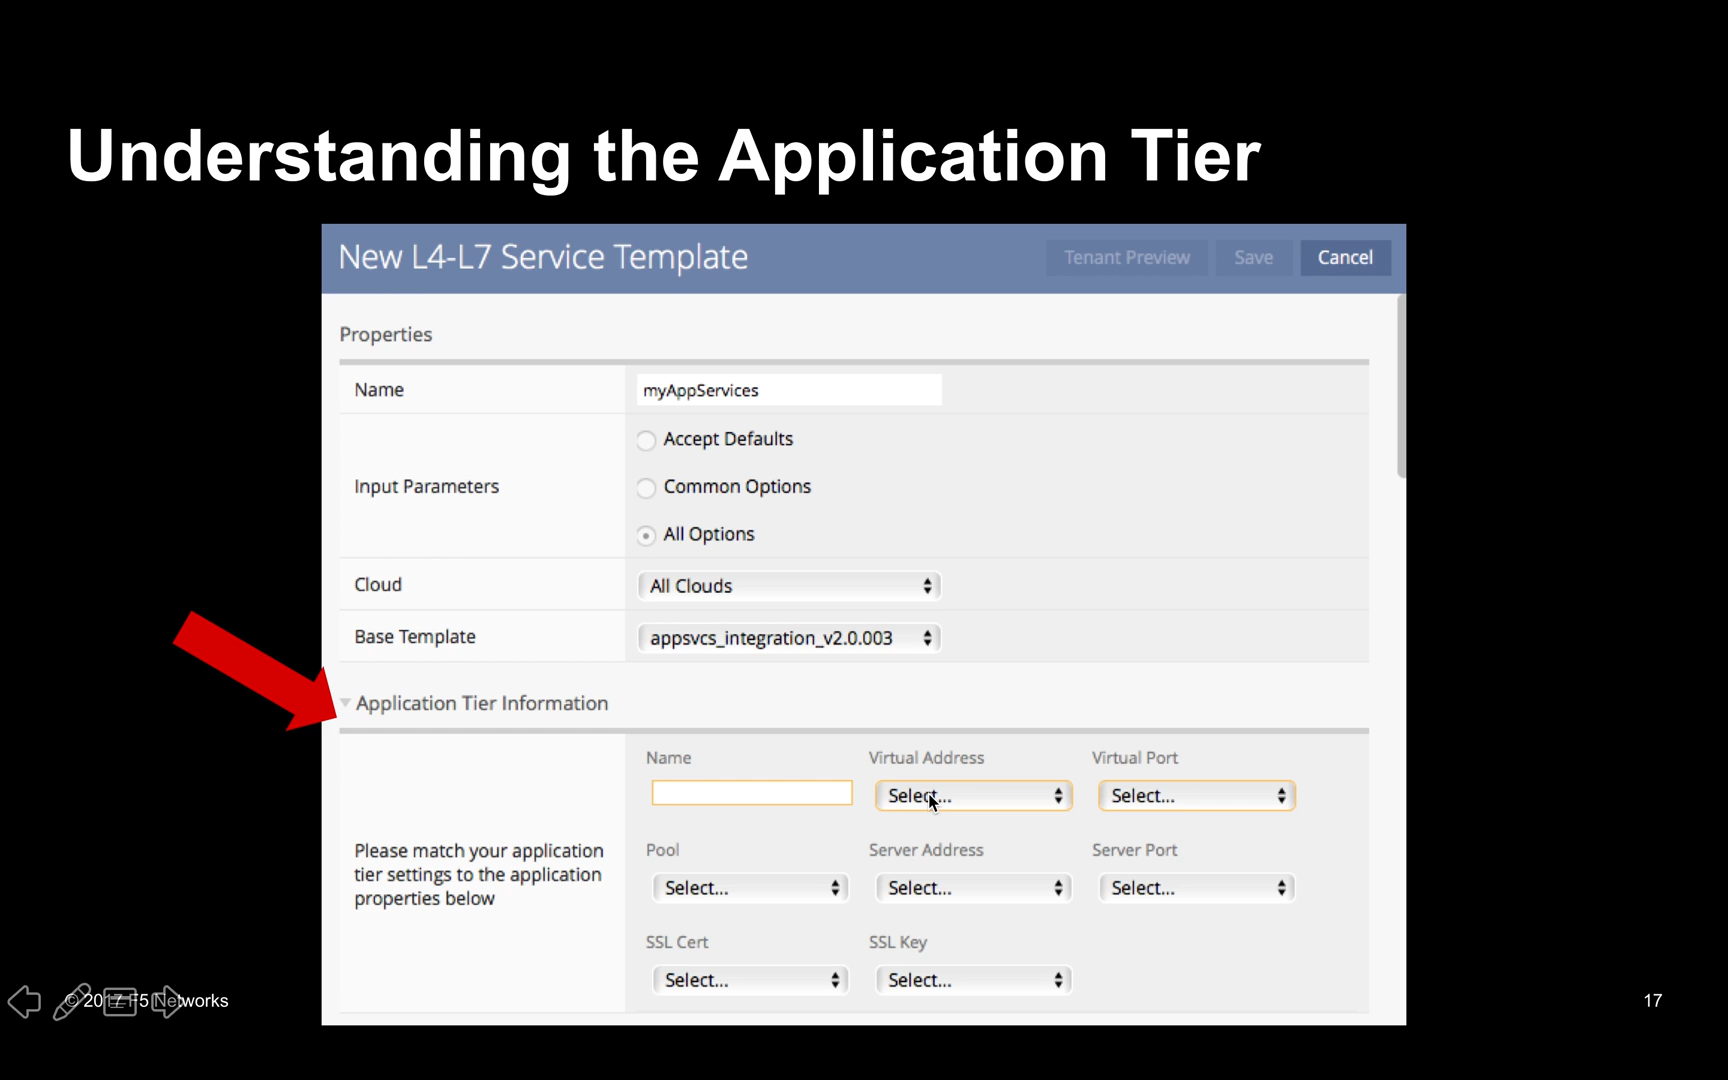 Understanding the Application Tier
New L4-L7 Service Template
Tenant Preview
Save
Cancel
Properties
Name
myAppServices
Input Parameters
Accept Defaults
Common Options
All Options
Cloud
All Clouds
Base Template
appsvcs_integration_v2.0.003
Application Tier Information
Please match your application
tier settings to the application
properties below
Name
Virtual Address
Virtual Port
Select...
Select...
Pool
Server Address
Server Port
Select...
Select...
Select...
SSL Cert
SSL Key
Select...
Select...
© 2017 F5 Networks
17